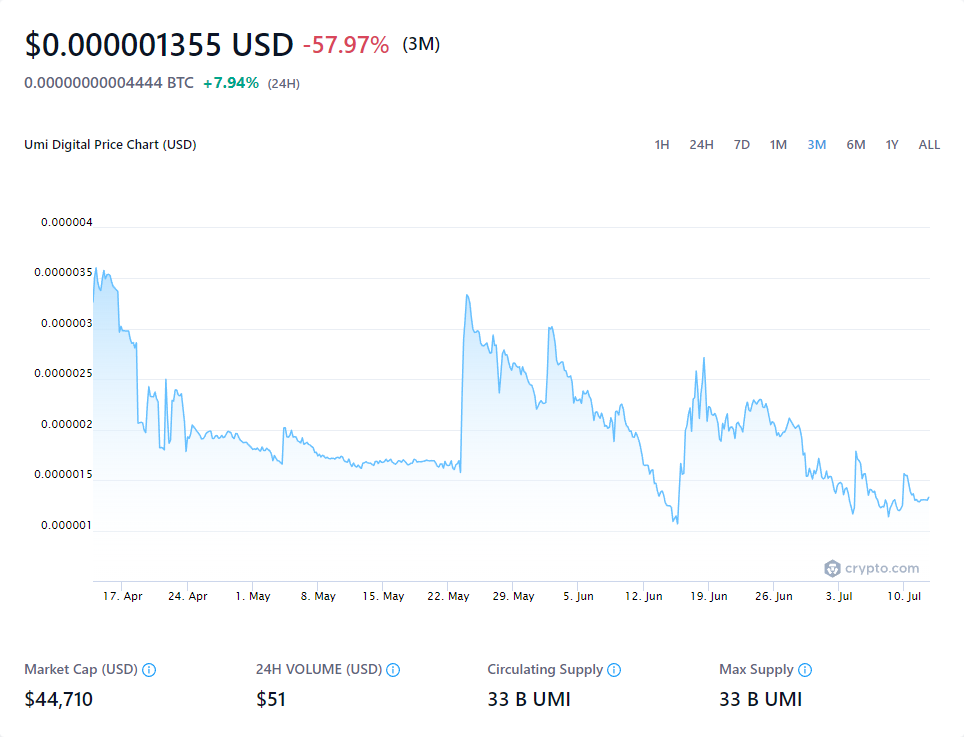 $0.000001355 USD -57.97% (3M)
0.00000000004444 BTC +7.94% (24H)
Umi Digital Price Chart (USD) 1H 24H 7D 1M 3M 6M 1Y ALL
0.000004
0.0000035
0.000003
0.0000025
0.000002
0.0000015
0.000001
crypto.com
17. Apr 24. Apr 1. May 8. May 15. May 22. May 29. May 5. Jun 12. Jun 19. Jun 26. Jun 3. Jul 10. Jul
Market Cap (USD) 24H VOLUME (USD) Circulating Supply Max Supply
$44,710 $51 33 B UMI 33 B UMI